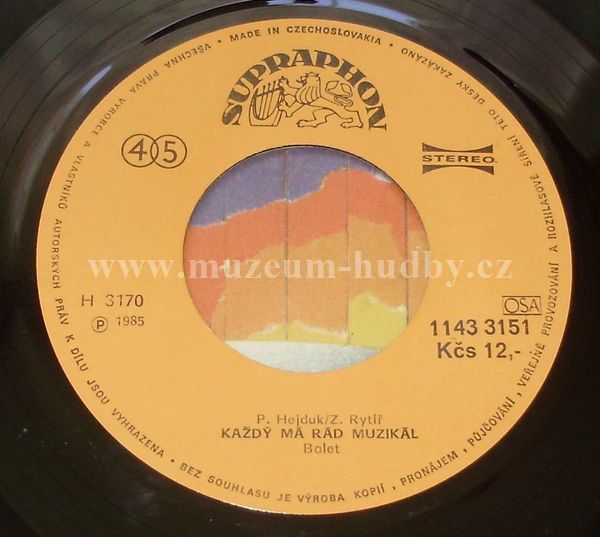 VŠECHNA PRÁVA VÝROBCE A VLASTNÍKŮ AUTORSKÝCH PRÁV K DÍLU JSOU VYHRAZENA • BEZ SOUHLASU JE VÝROBA KOPIÍ, PRONÁJEM, PŮJČOVÁNÍ, VEŘEJNÉ PROVOZOVÁNÍ A ROZHLASOVÉ ŠÍŘENÍ TÉTO DESKY ZAKÁZÁNO • MADE IN CZECHOSLOVAKIA •
SUPRAPHON
45
STEREO
www.muzeum-hudby.cz
H 3170
Ⓟ 1985
OSA
1143 3151
Kčs 12,-
P. Hejduk/Z. Rytíř
KAŽDÝ MÁ RÁD MUZIKÁL
Balet